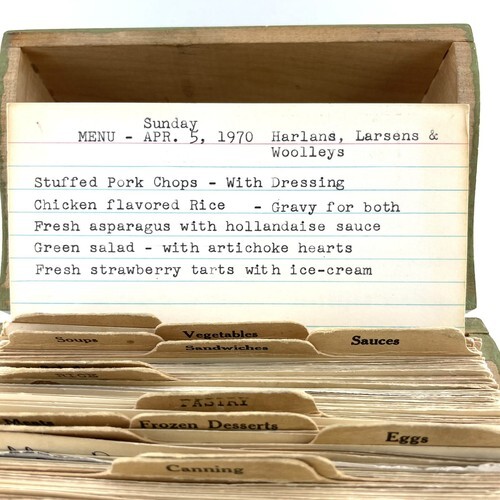 Sunday
MENU - APR. 5, 1970 Harlans, Larsens &
Woolleys
Stuffed Pork Chops - With Dressing
Chicken flavored Rice - Gravy for both
Fresh asparagus with hollandaise sauce
Green salad - with artichoke hearts
Fresh strawberry tarts with ice-cream
Vegetables
Soups
Sauces
Sandwiches
RICE
PASTRY
Meats
Frozen Desserts
Eggs
Canning